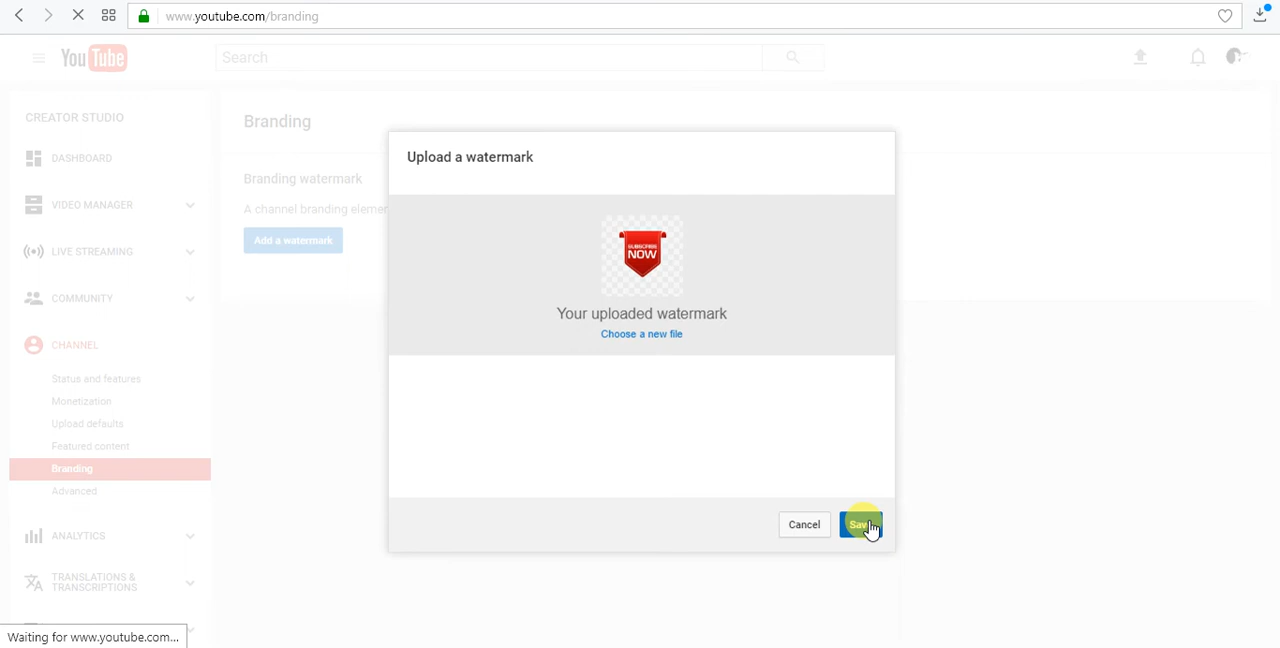 www.youtube.com/branding
YouTube
Search
CREATOR STUDIO
DASHBOARD
VIDEO MANAGER
LIVE STREAMING
COMMUNITY
CHANNEL
Status and features
Monetization
Upload defaults
Featured content
Branding
Advanced
ANALYTICS
TRANSLATIONS &
TRANSCRIPTIONS
Branding
Branding watermark
A channel branding elemen
Add a watermark
Upload a watermark
SUBSCRIBE
NOW
Your uploaded watermark
Choose a new file
Cancel
Save
Waiting for www.youtube.com...